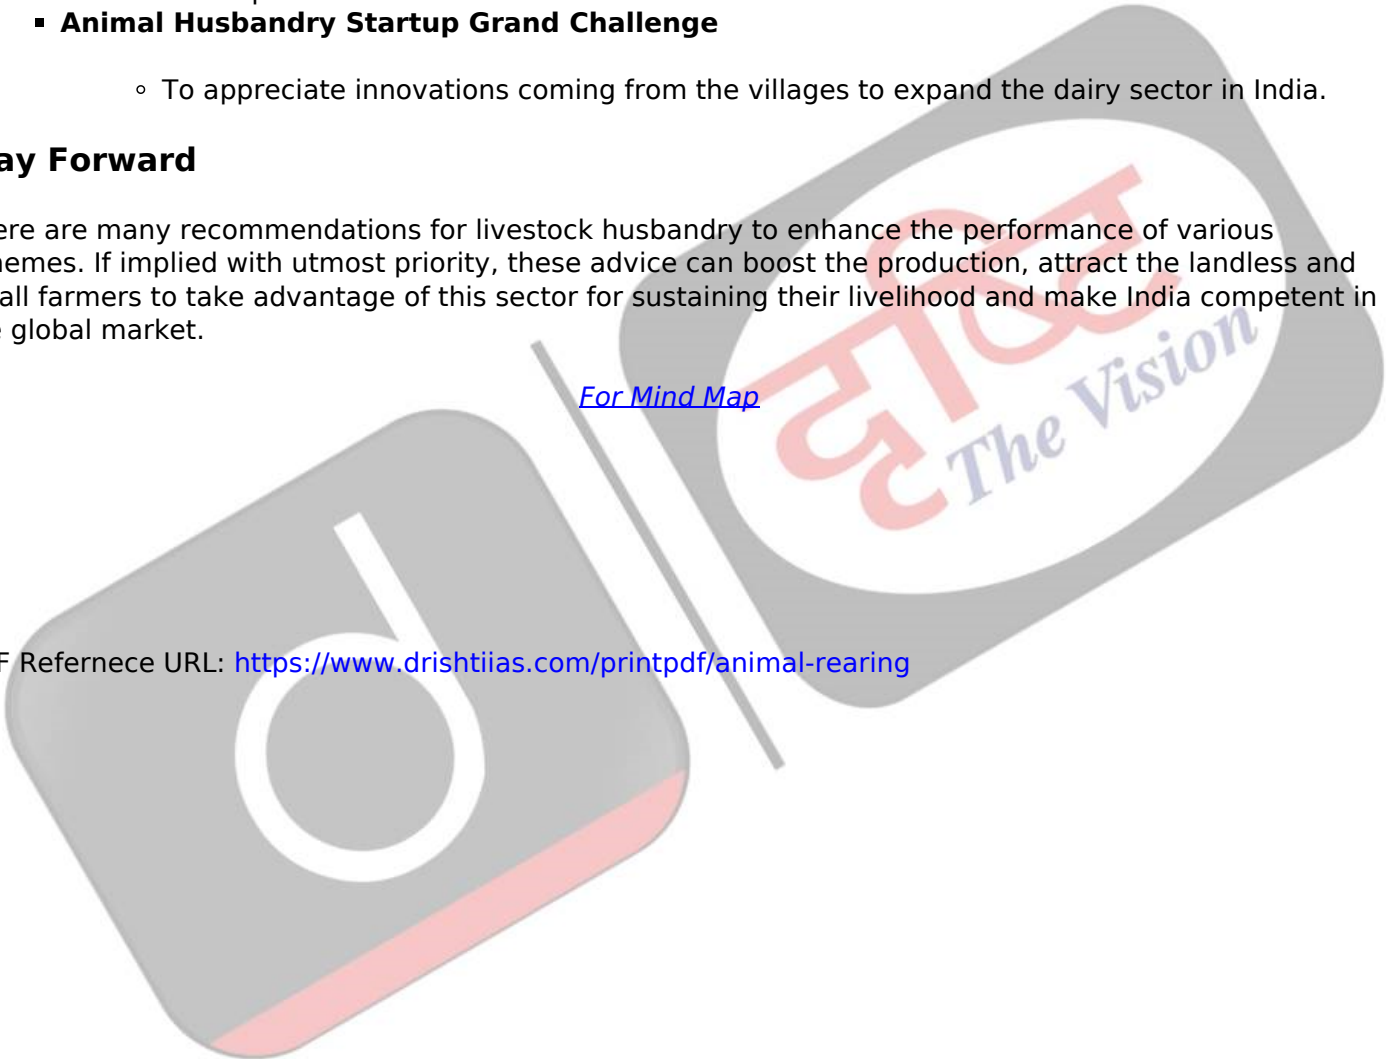 Animal Husbandry Startup Grand Challenge
To appreciate innovations coming from the villages to expand the dairy sector in India.
ay Forward
ere are many recommendations for livestock husbandry to enhance the performance of various
emes. If implied with utmost priority, these advice can boost the production, attract the landless and
all farmers to take advantage of this sector for sustaining their livelihood and make India competent in
global market.
For Mind Map
दृष्टि
The Vision
d
F Refernece URL: https://www.drishtiias.com/printpdf/animal-rearing